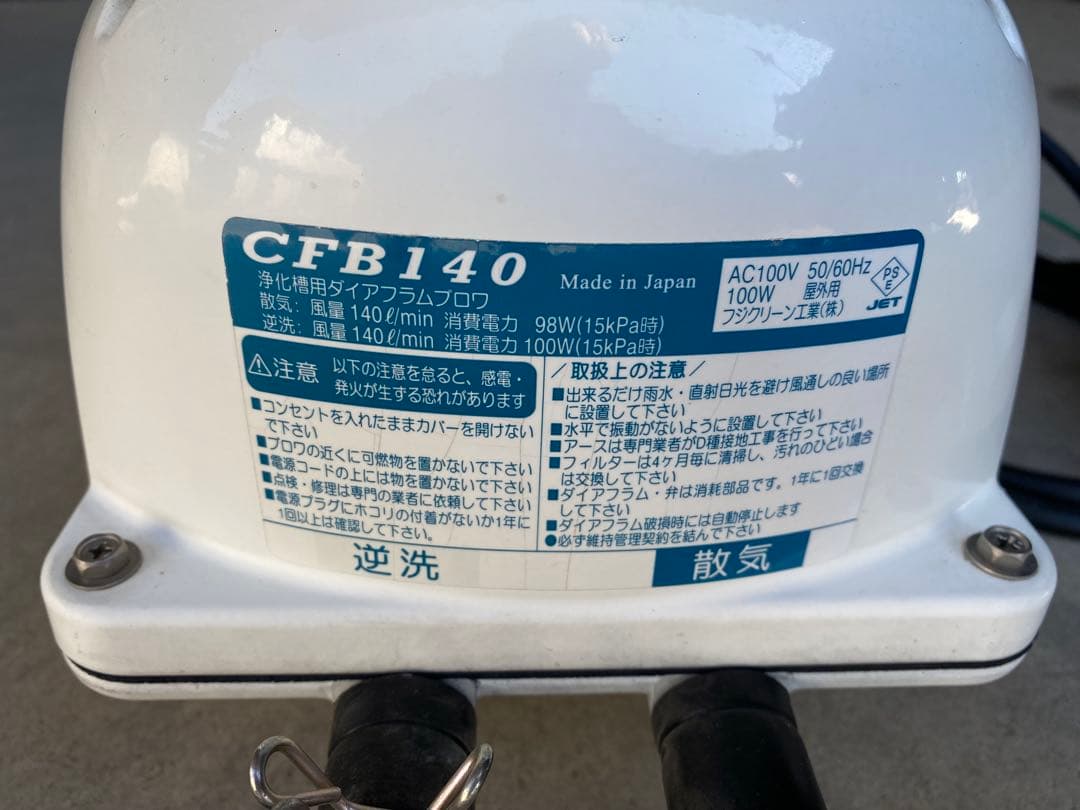 CFB140
Made in Japan
浄化槽用ダイアフラムブロワ
散気: 風量 140ℓ/min 消費電力 98W(15kPa時)
逆洗: 風量 140ℓ/min 消費電力 100W(15kPa時)
AC100V 50/60Hz
100W 屋外用
フジクリーン工業(株)
PS
E
JET
注意 以下の注意を怠ると、感電・
発火が生ずる恐れがあります
■コンセントを入れたままカバーを開けない
で下さい
■ブロワの近くに可燃物を置かないで下さい
■電源コードの上には物を置かないで下さい
■点検・修理は専門の業者に依頼して下さい
■電源プラグにホコリの付着がないか1年に
1回以上は確認して下さい。
/取扱上の注意/
■出来るだけ雨水・直射日光を避け風通しの良い場所
に設置して下さい
■水平で振動がないように設置して下さい
■アースは専門業者がD種接地工事を行って下さい
■フィルターは4ヶ月毎に清掃し、汚れのひどい場合
は交換して下さい
■ダイアフラム・弁は消耗部品です。1年に1回交換
して下さい
■ダイアフラム破損時には自動停止します
●必ず維持管理契約を結んで下さい
逆洗
散気